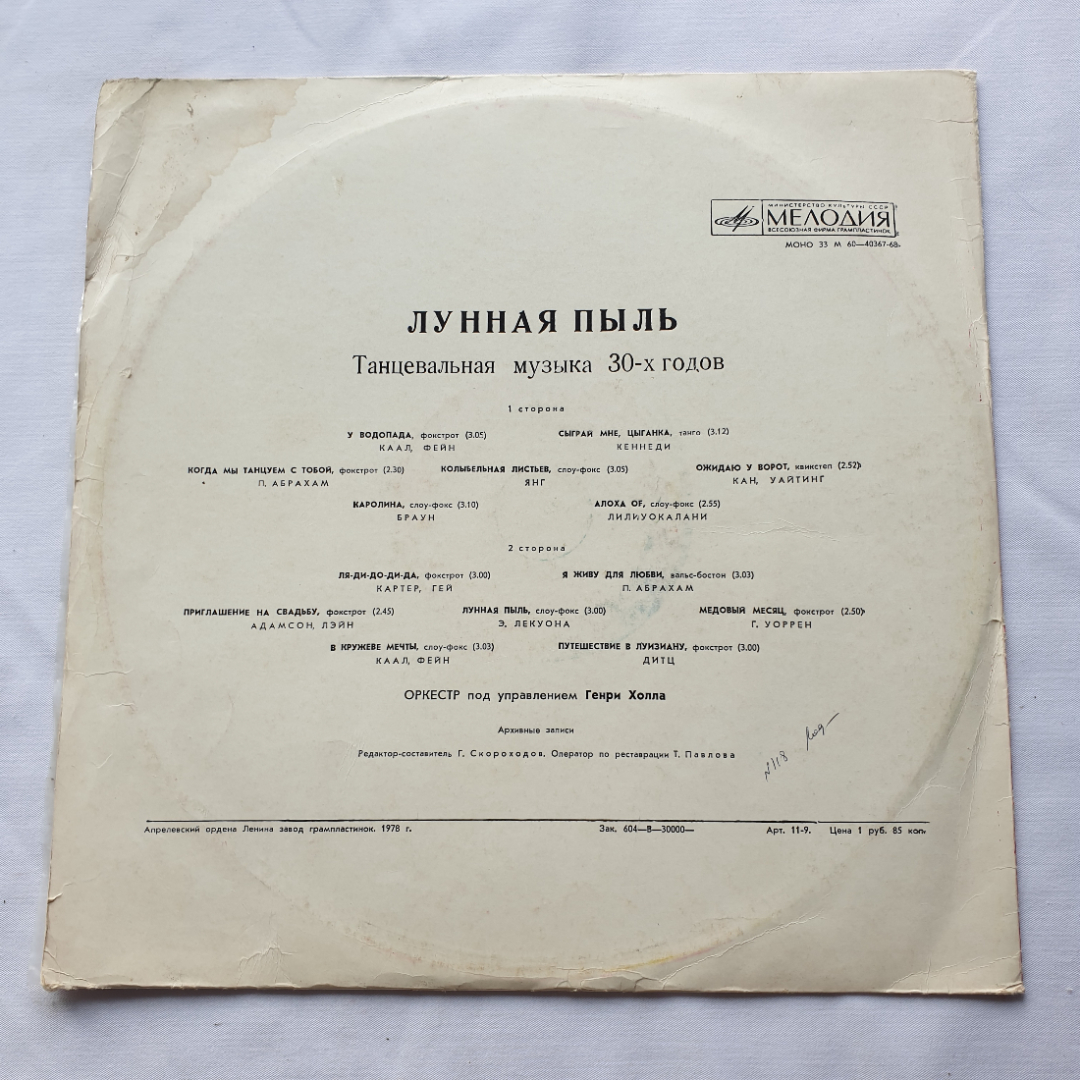 МИНИСТЕРСТВО КУЛЬТУРЫ СССР
МЕЛОДИЯ
ВСЕСОЮЗНАЯ ФИРМА ГРАМПЛАСТИНОК
МОНО 33 М 60—40367-68
ЛУННАЯ ПЫЛЬ
Танцевальная музыка 30-х годов
1 сторона
У ВОДОПАДА, фокстрот (3.05) СЫГРАЙ МНЕ, ЦЫГАНКА, танго (3.12)
КААЛ, ФЕЙН КЕННЕДИ
КОГДА МЫ ТАНЦУЕМ С ТОБОЙ, фокстрот (2.30) КОЛЫБЕЛЬНАЯ ЛИСТЬЕВ, слоу-фокс (3.05) ОЖИДАЮ У ВОРОТ, квикстеп (2.52)
П. АБРАХАМ ЯНГ КАН, УАЙТИНГ
КАРОЛИНА, слоу-фокс (3.10) АЛОХА ОЕ, слоу-фокс (2.55)
БРАУН ЛИЛИУОКАЛАНИ
2 сторона
ЛЯ-ДИ-ДО-ДИ-ДА, фокстрот (3.00) Я ЖИВУ ДЛЯ ЛЮБВИ, вальс-бостон (3.03)
КАРТЕР, ГЕЙ П. АБРАХАМ
ПРИГЛАШЕНИЕ НА СВАДЬБУ, фокстрот (2.45) ЛУННАЯ ПЫЛЬ, слоу-фокс (3.00) МЕДОВЫЙ МЕСЯЦ, фокстрот (2.50)
АДАМСОН, ЛЭЙН Э. ЛЕКУОНА Г. УОРРЕН
В КРУЖЕВЕ МЕЧТЫ, слоу-фокс (3.03) ПУТЕШЕСТВИЕ В ЛУИЗИАНУ, фокстрот (3.00)
КААЛ, ФЕЙН ДИТЦ
ОРКЕСТР под управлением Генри Холла
Архивные записи
Редактор-составитель Г. Скороходов. Оператор по реставрации Т. Павлова
№118
Апрелевский ордена Ленина завод грампластинок. 1978 г. Зак. 604—В—30000— Арт. 11-9. Цена 1 руб. 85 коп.